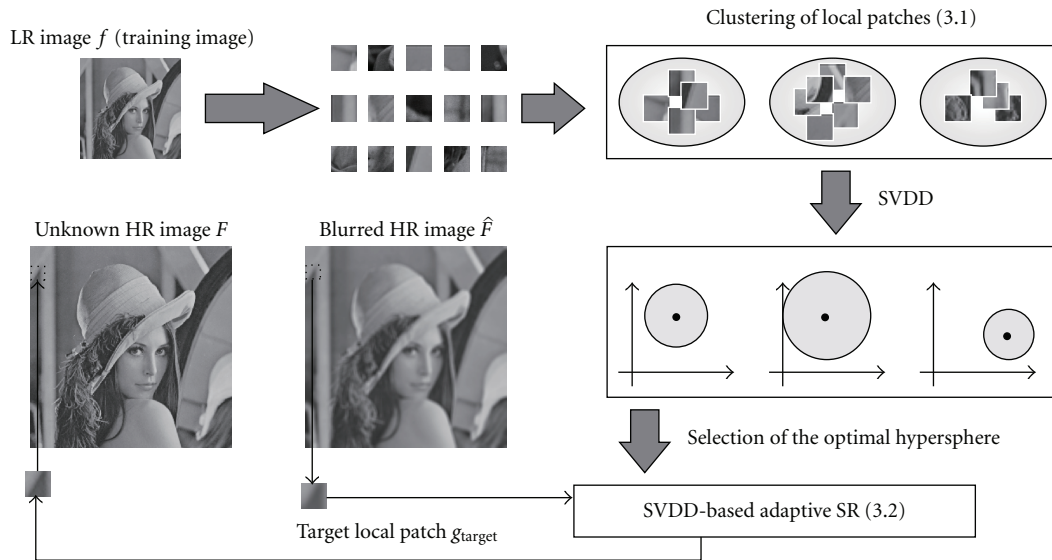 Clustering of local patches (3.1)
LR image f (training image)
SVDD
Unknown HR image F
Blurred HR image F̂
Selection of the optimal hypersphere
SVDD-based adaptive SR (3.2)
Target local patch g_target